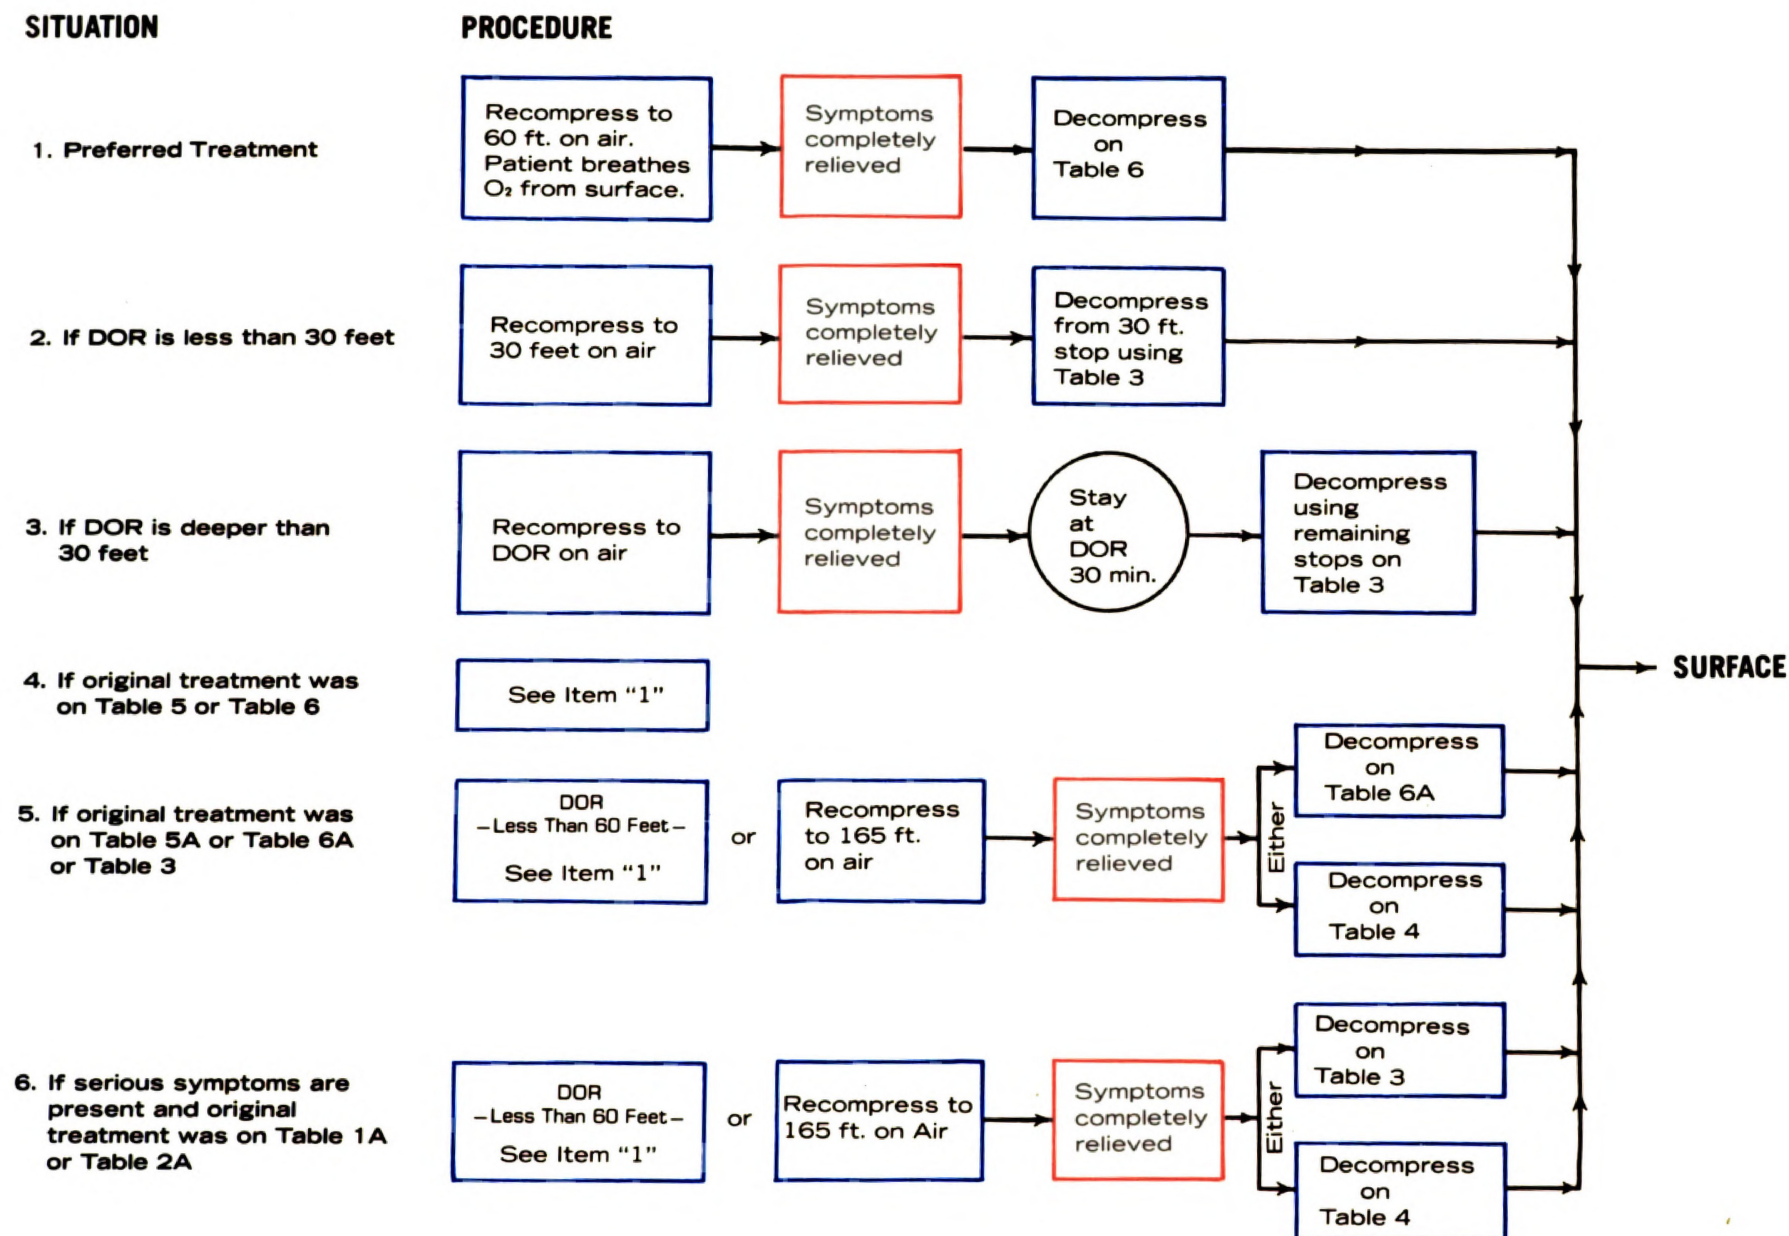 SITUATION
PROCEDURE
1. Preferred Treatment
Recompress to
60 ft. on air.
Patient breathes
O₂ from surface.
Symptoms
completely
relieved
Decompress
on
Table 6
2. If DOR is less than 30 feet
Recompress to
30 feet on air
Symptoms
completely
relieved
Decompress
from 30 ft.
stop using
Table 3
3. If DOR is deeper than
30 feet
Recompress to
DOR on air
Symptoms
completely
relieved
Stay
at
DOR
30 min.
Decompress
using
remaining
stops on
Table 3
SURFACE
4. If original treatment was
on Table 5 or Table 6
See Item “1”
5. If original treatment was
on Table 5A or Table 6A
or Table 3
DOR
–Less Than 60 Feet–
See Item “1”
or
Recompress
to 165 ft.
on air
Symptoms
completely
relieved
Either
Decompress
on
Table 6A
Decompress
on
Table 4
6. If serious symptoms are
present and original
treatment was on Table 1A
or Table 2A
DOR
–Less Than 60 Feet–
See Item “1”
or
Recompress to
165 ft. on Air
Symptoms
completely
relieved
Either
Decompress
on
Table 3
Decompress
on
Table 4